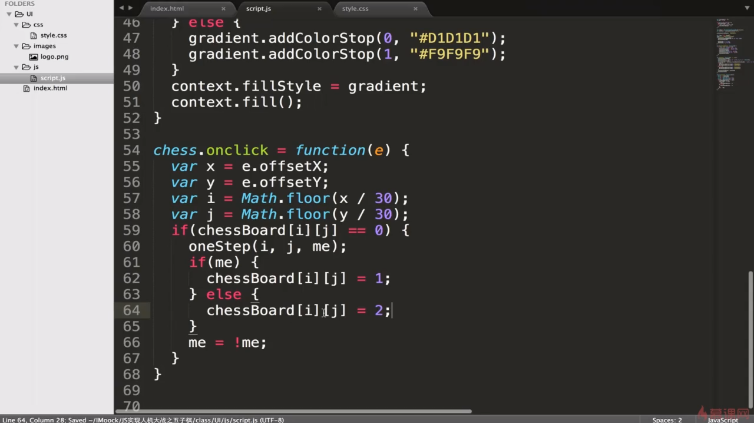 FOLDERS
UI
css
style.css
images
logo.png
js
script.js
index.html
index.html × script.js × style.css ×
46 } else {
47 gradient.addColorStop(0, "#D1D1D1");
48 gradient.addColorStop(1, "#F9F9F9");
49 }
50 context.fillStyle = gradient;
51 context.fill();
52 }
53
54 chess.onclick = function(e) {
55 var x = e.offsetX;
56 var y = e.offsetY;
57 var i = Math.floor(x / 30);
58 var j = Math.floor(y / 30);
59 if(chessBoard[i][j] == 0) {
60 oneStep(i, j, me);
61 if(me) {
62 chessBoard[i][j] = 1;
63 } else {
64 chessBoard[i][j] = 2;
65 }
66 me = !me;
67 }
68 }
69
70
慕课网
Line 64, Column 28; Saved ~/iMoock/js实现人机大战之五子棋/class/UI/js/script.js (UTF-8) Spaces: 2 JavaScript